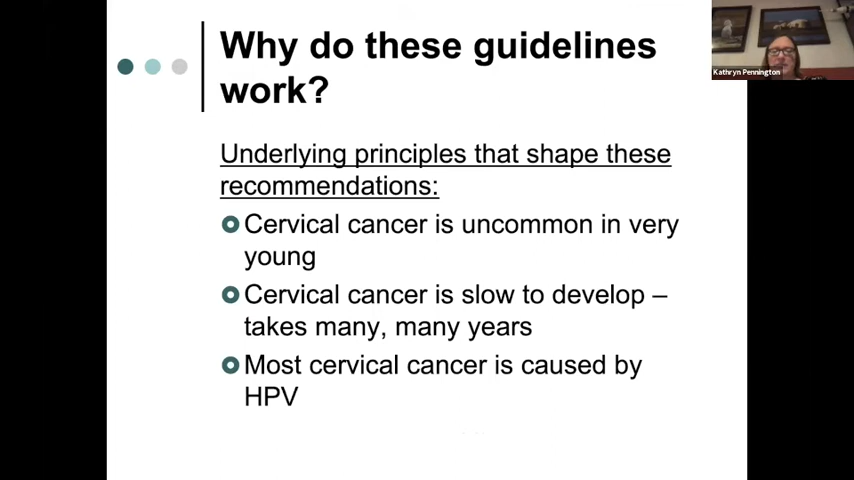 Why do these guidelines
work?
Kathryn Pennington
Underlying principles that shape these
recommendations:
Cervical cancer is uncommon in very
young
Cervical cancer is slow to develop –
takes many, many years
Most cervical cancer is caused by
HPV